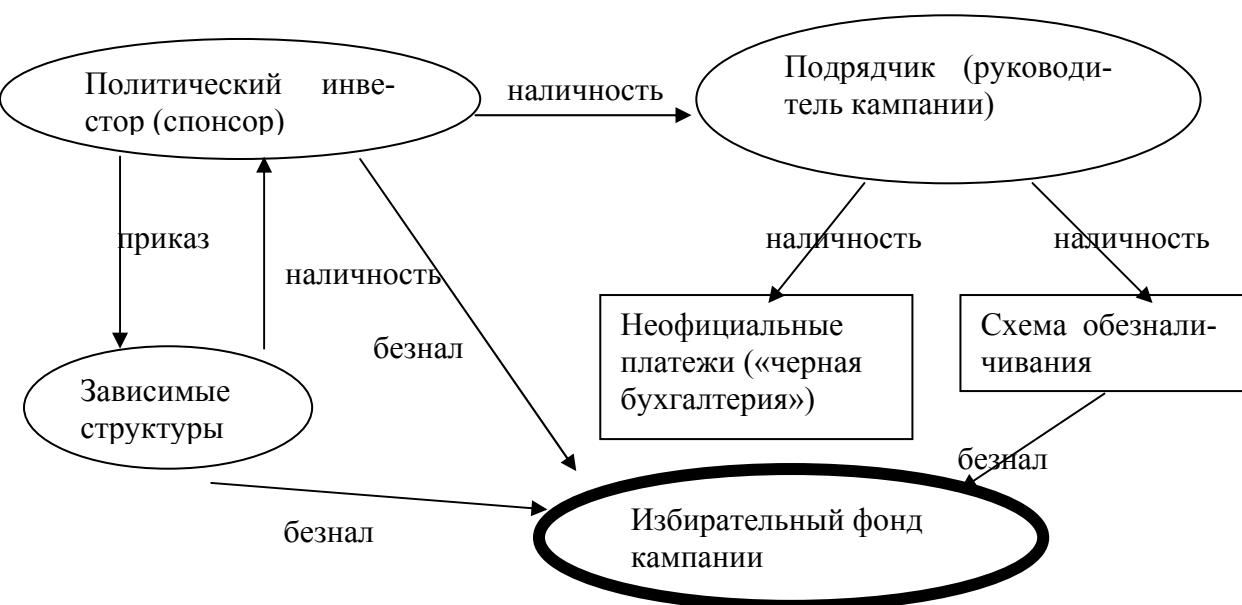 Политический инве-
стор (спонсор)
наличность
Подрядчик (руководи-
тель кампании)
приказ
наличность
безнал
наличность
наличность
Зависимые
структуры
Неофициальные
платежи («черная
бухгалтерия»)
Схема обезнали-
чивания
безнал
безнал
Избирательный фонд
кампании